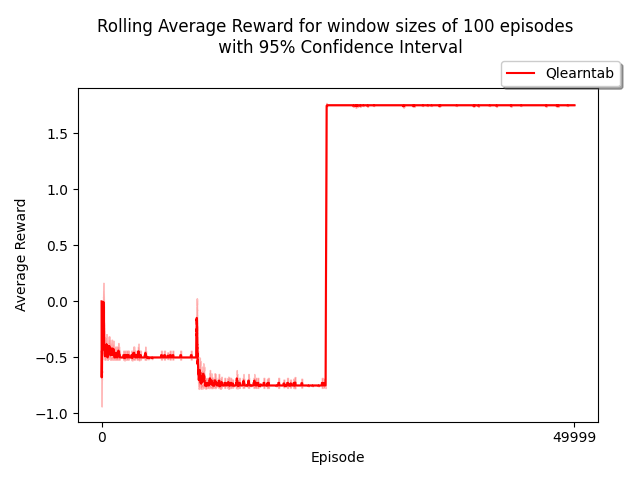 Rolling Average Reward for window sizes of 100 episodes
with 95% Confidence Interval
Qlearntab
Average Reward
1.5
1.0
0.5
0.0
−0.5
−1.0
0
49999
Episode